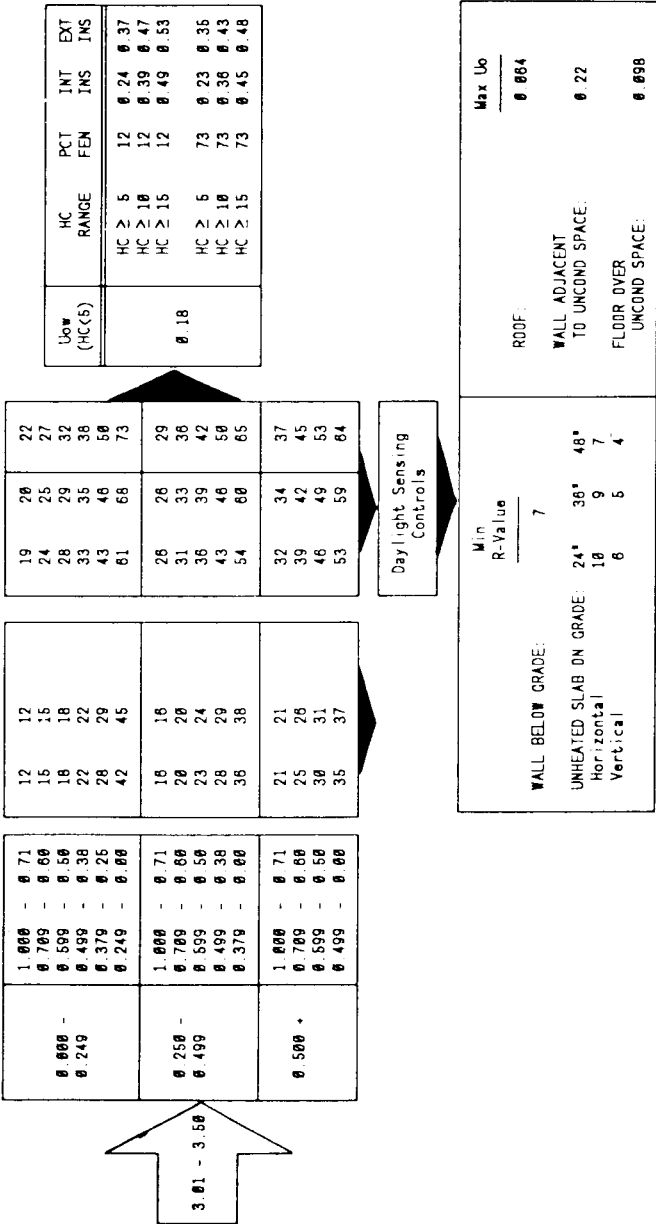 3.01 - 3.50
0.000 -
0.249
1.000 - 0.71 12 12 19 20 22
0.709 - 0.60 15 15 24 25 27
0.599 - 0.50 18 18 28 29 32
0.499 - 0.38 22 22 33 35 38
0.379 - 0.25 28 29 43 46 50
0.249 - 0.00 42 45 61 68 73
0.250 -
0.499
1.000 - 0.71 16 16 26 26 29
0.709 - 0.60 20 20 31 33 36
0.599 - 0.50 23 24 36 39 42
0.499 - 0.38 28 29 43 46 50
0.379 - 0.00 36 38 54 60 65
0.500 +
1.000 - 0.71 21 21 32 34 37
0.709 - 0.60 25 26 39 42 45
0.599 - 0.50 30 31 46 49 53
0.499 - 0.00 35 37 53 59 64
Uow HC PCT INT EXT
(HC<5) RANGE FEN INS INS
HC ≥ 5 12 0.24 0.37
HC ≥ 10 12 0.39 0.47
HC ≥ 15 12 0.49 0.53
0.18
HC ≥ 5 73 0.23 0.35
HC ≥ 10 73 0.36 0.43
HC ≥ 15 73 0.45 0.48
Daylight Sensing
Controls
Min
R-Value
WALL BELOW GRADE: 7
UNHEATED SLAB ON GRADE: 24" 36" 48"
Horizontal 10 9 7
Vertical 6 5 4
Max Uo
ROOF: 0.064
WALL ADJACENT
TO UNCOND SPACE: 0.22
FLOOR OVER
UNCOND SPACE: 0.098